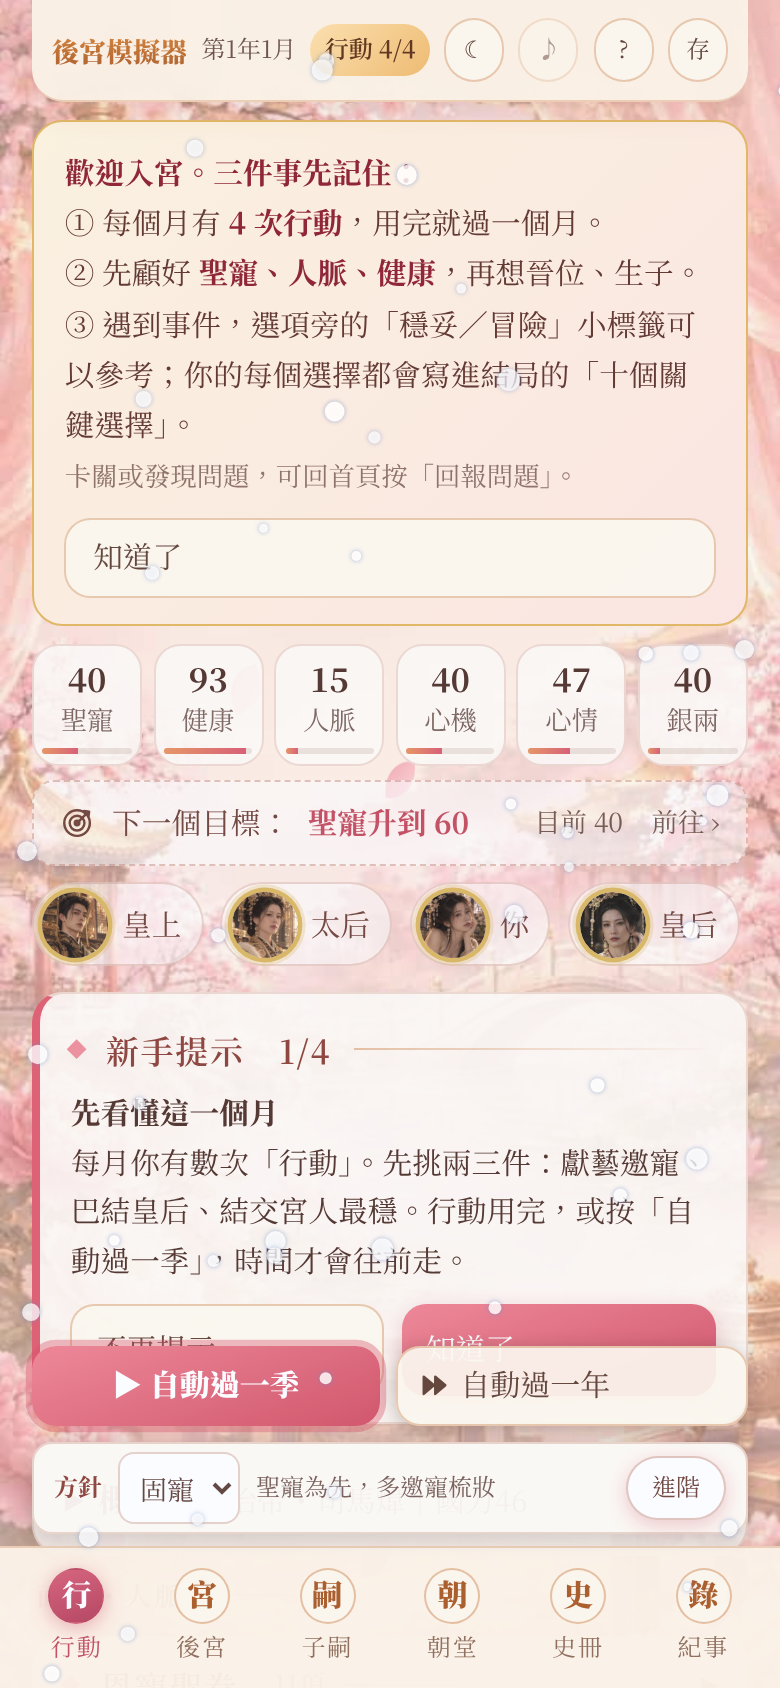 後宮模擬器 第1年1月 行動 4/4 ☾ ♪ ? 存
歡迎入宮。三件事先記住：
① 每個月有 4 次行動，用完就過一個月。
② 先顧好 聖寵、人脈、健康，再想晉位、生子。
③ 遇到事件，選項旁的「穩妥／冒險」小標籤可
以參考；你的每個選擇都會寫進結局的「十個關
鍵選擇」。
卡關或發現問題，可回首頁按「回報問題」。
知道了
40 93 15 40 47 40
聖寵 健康 人脈 心機 心情 銀兩
下一個目標： 聖寵升到 60 目前 40 前往 ›
皇上 太后 你 皇后
新手提示 1/4
先看懂這一個月
每月你有數次「行動」。先挑兩三件：獻藝邀寵、
巴結皇后、結交宮人最穩。行動用完，或按「自
動過一季」，時間才會往前走。
不再提示 知道了
▶ 自動過一季 自動過一年
方針 固寵 聖寵為先，多邀寵梳妝 進階
行 宮 嗣 朝 史 錄
行動 後宮 子嗣 朝堂 史冊 紀事